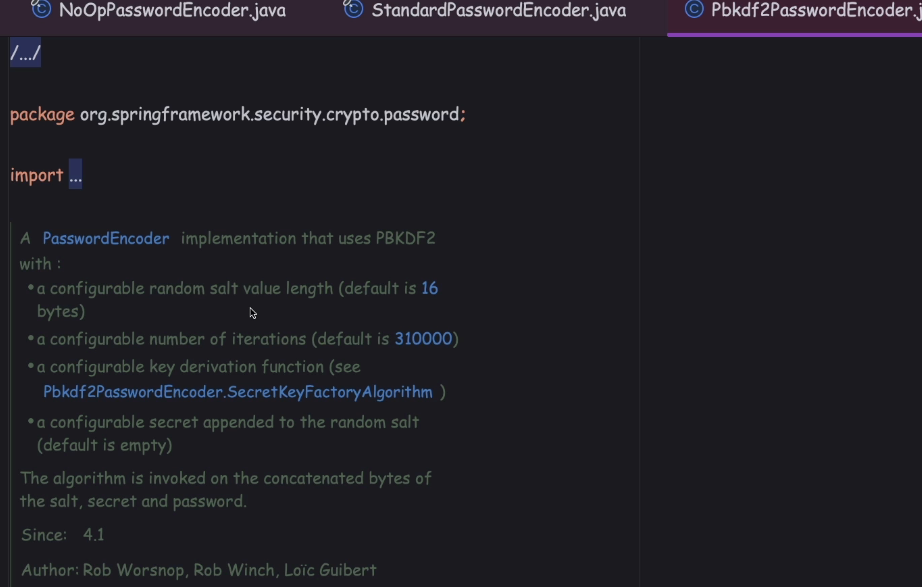 NoOpPasswordEncoder.java StandardPasswordEncoder.java Pbkdf2PasswordEncoder.j
/.../
package org.springframework.security.crypto.password;
import ...
A PasswordEncoder implementation that uses PBKDF2
with :
• a configurable random salt value length (default is 16
bytes)
• a configurable number of iterations (default is 310000)
• a configurable key derivation function (see
Pbkdf2PasswordEncoder.SecretKeyFactoryAlgorithm )
• a configurable secret appended to the random salt
(default is empty)
The algorithm is invoked on the concatenated bytes of
the salt, secret and password.
Since: 4.1
Author: Rob Worsnop, Rob Winch, Loïc Guibert